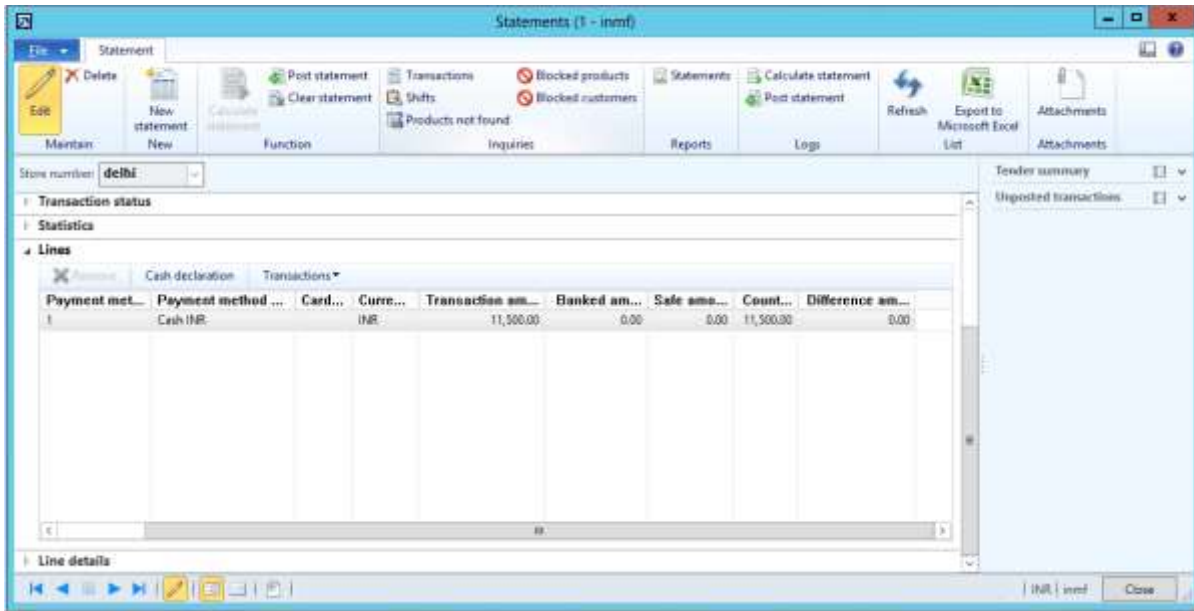 Statements (1 - inmf)
File
Statement
Edit
Delete
Maintain
New statement
New
Calculate statement
Post statement
Clear statement
Function
Transactions
Shifts
Products not found
Blocked products
Blocked customers
Inquiries
Statements
Reports
Calculate statement
Post statement
Logs
Refresh
Export to Microsoft Excel
List
Attachments
Attachments
Store number: delhi
Tender summary
Unposted transactions
Transaction status
Statistics
Lines
Remove Cash declaration Transactions
Payment met... Payment method ... Card... Curre... Transaction am... Banked am... Safe amo... Count... Difference am...
1 Cash INR INR 11,500.00 0.00 0.00 11,500.00 0.00
Line details
INR inmf Close